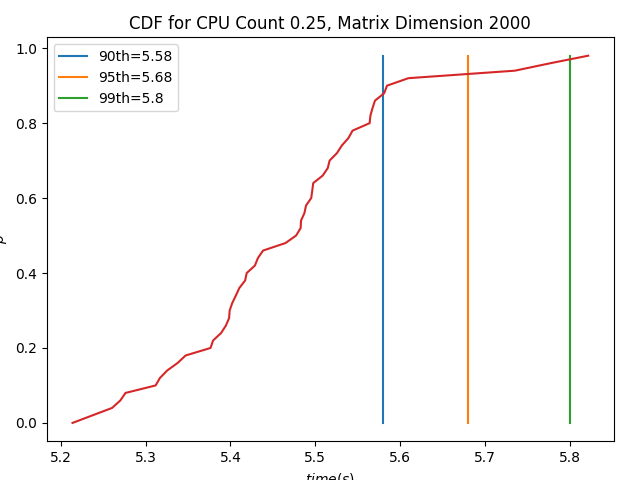 CDF for CPU Count 0.25, Matrix Dimension 2000
90th=5.58
95th=5.68
99th=5.8
1.0
0.8
0.6
0.4
0.2
0.0
5.2 5.3 5.4 5.5 5.6 5.7 5.8
time(s)